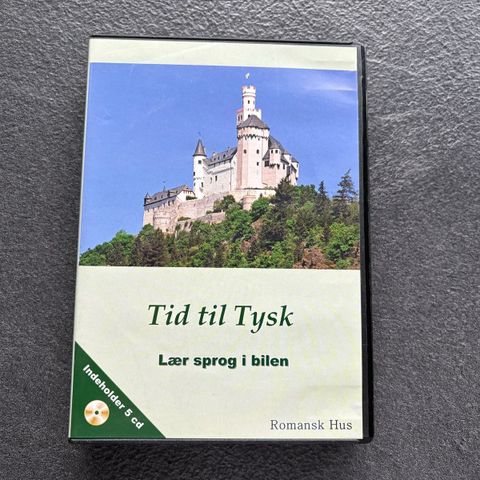 Tid til Tysk
Lær sprog i bilen
Indeholder 5 cd
Romansk Hus